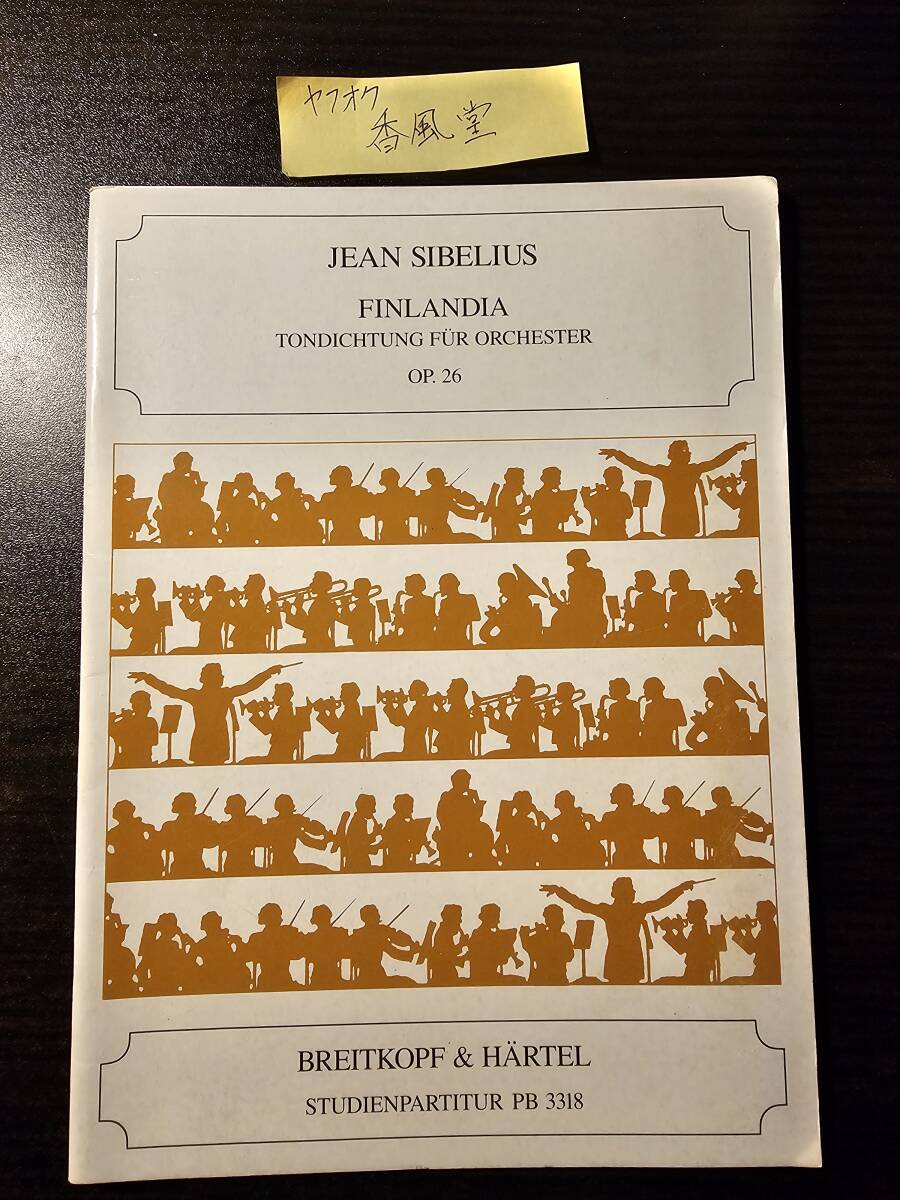 ヤフオク
香風堂
JEAN SIBELIUS
FINLANDIA
TONDICHTUNG FÜR ORCHESTER
OP. 26
BREITKOPF & HÄRTEL
STUDIENPARTITUR PB 3318